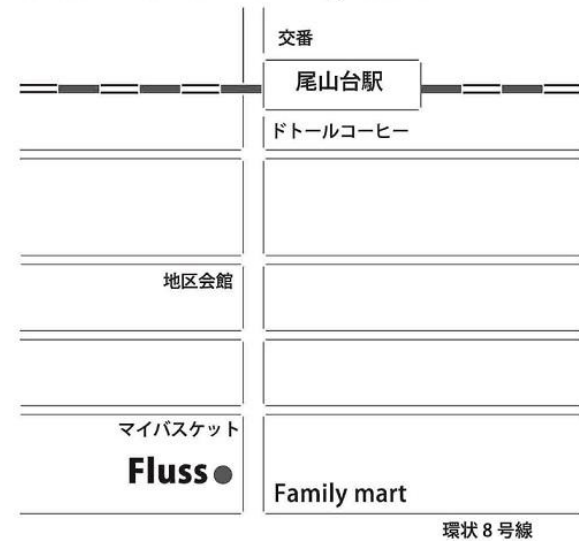 交番
尾山台駅
ドトールコーヒー
地区会館
マイバスケット
Fluss
Family mart
環状8号線